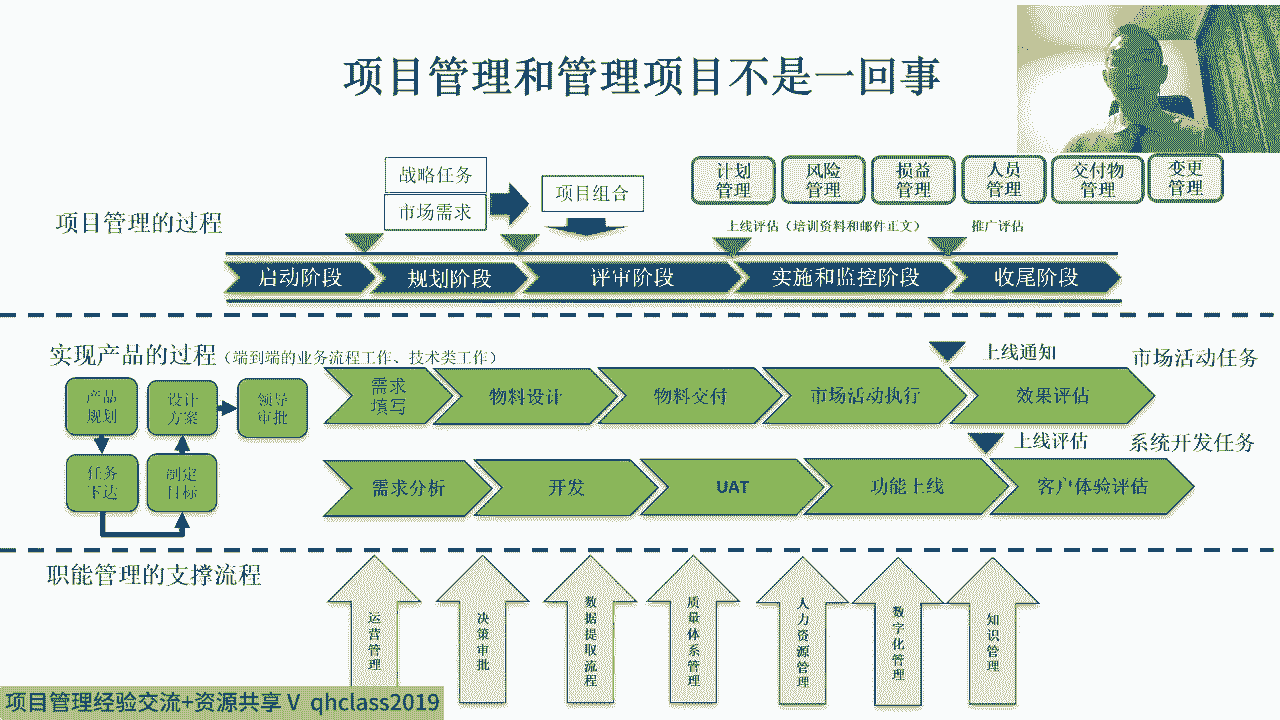 项目管理和管理项目不是一回事
战略任务
市场需求
项目组合
计划
管理
风险
管理
损益
管理
人员
管理
交付物
管理
变更
管理
项目管理的过程
上线评估（培训资料和邮件正文）
推广评估
启动阶段
规划阶段
评审阶段
实施和监控阶段
收尾阶段
实现产品的过程（端到端的业务流程工作、技术类工作）
上线通知
市场活动任务
产品
规划
设计
方案
领导
审批
任务
下达
制定
目标
需求
填写
物料设计
物料交付
市场活动执行
效果评估
上线评估
系统开发任务
需求分析
开发
UAT
功能上线
客户体验评估
职能管理的支撑流程
运营管理
决策审批
数据提取流程
质量体系管理
人力资源管理
数字化管理
知识管理
项目管理经验交流+资源共享 V qhclass2019